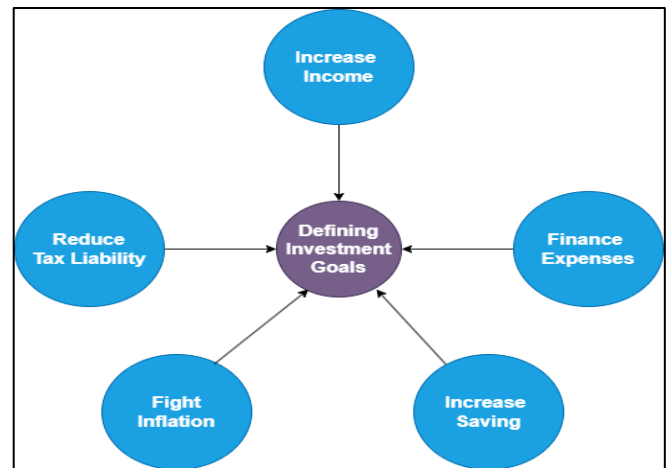 Increase
Income
Reduce
Tax Liability
Defining
Investment
Goals
Finance
Expenses
Fight
Inflation
Increase
Saving